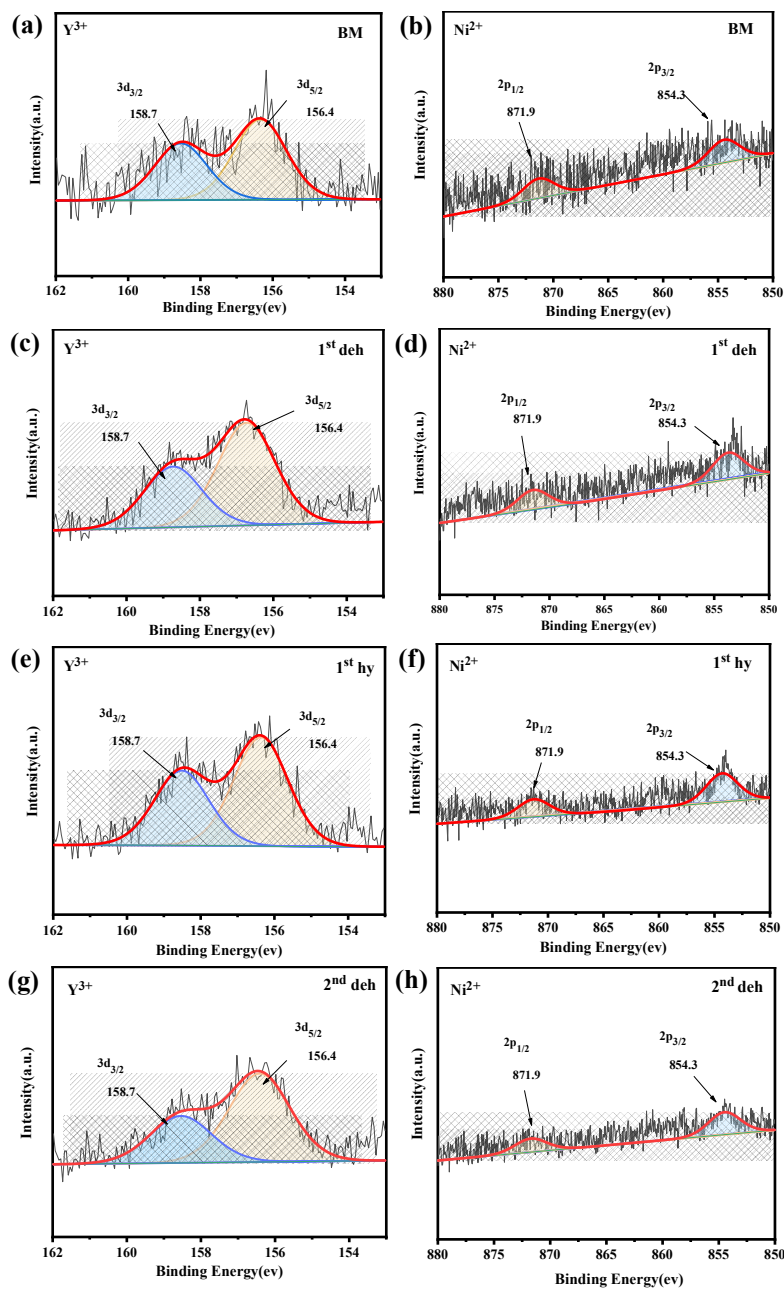 (a)
Y3+
BM
3d3/2
158.7
3d5/2
156.4
Intensity(a.u.)
162 160 158 156 154
Binding Energy(ev)
(b)
Ni2+
BM
2p1/2
871.9
2p3/2
854.3
Intensity(a.u.)
880 875 870 865 860 855 850
Binding Energy(ev)
(c)
Y3+
1st deh
3d3/2
158.7
3d5/2
156.4
Intensity(a.u.)
162 160 158 156 154
Binding Energy(ev)
(d)
Ni2+
1st deh
2p1/2
871.9
2p3/2
854.3
Intensity(a.u.)
880 875 870 865 860 855 850
Binding Energy(ev)
(e)
Y3+
1st hy
3d3/2
158.7
3d5/2
156.4
Intensity(a.u.)
162 160 158 156 154
Binding Energy(ev)
(f)
Ni2+
1st hy
2p1/2
871.9
2p3/2
854.3
Intensity(a.u.)
880 875 870 865 860 855 850
Binding Energy(ev)
(g)
Y3+
2nd deh
3d3/2
158.7
3d5/2
156.4
Intensity(a.u.)
162 160 158 156 154
Binding Energy(ev)
(h)
Ni2+
2nd deh
2p1/2
871.9
2p3/2
854.3
Intensity(a.u.)
880 875 870 865 860 855 850
Binding Energy(ev)